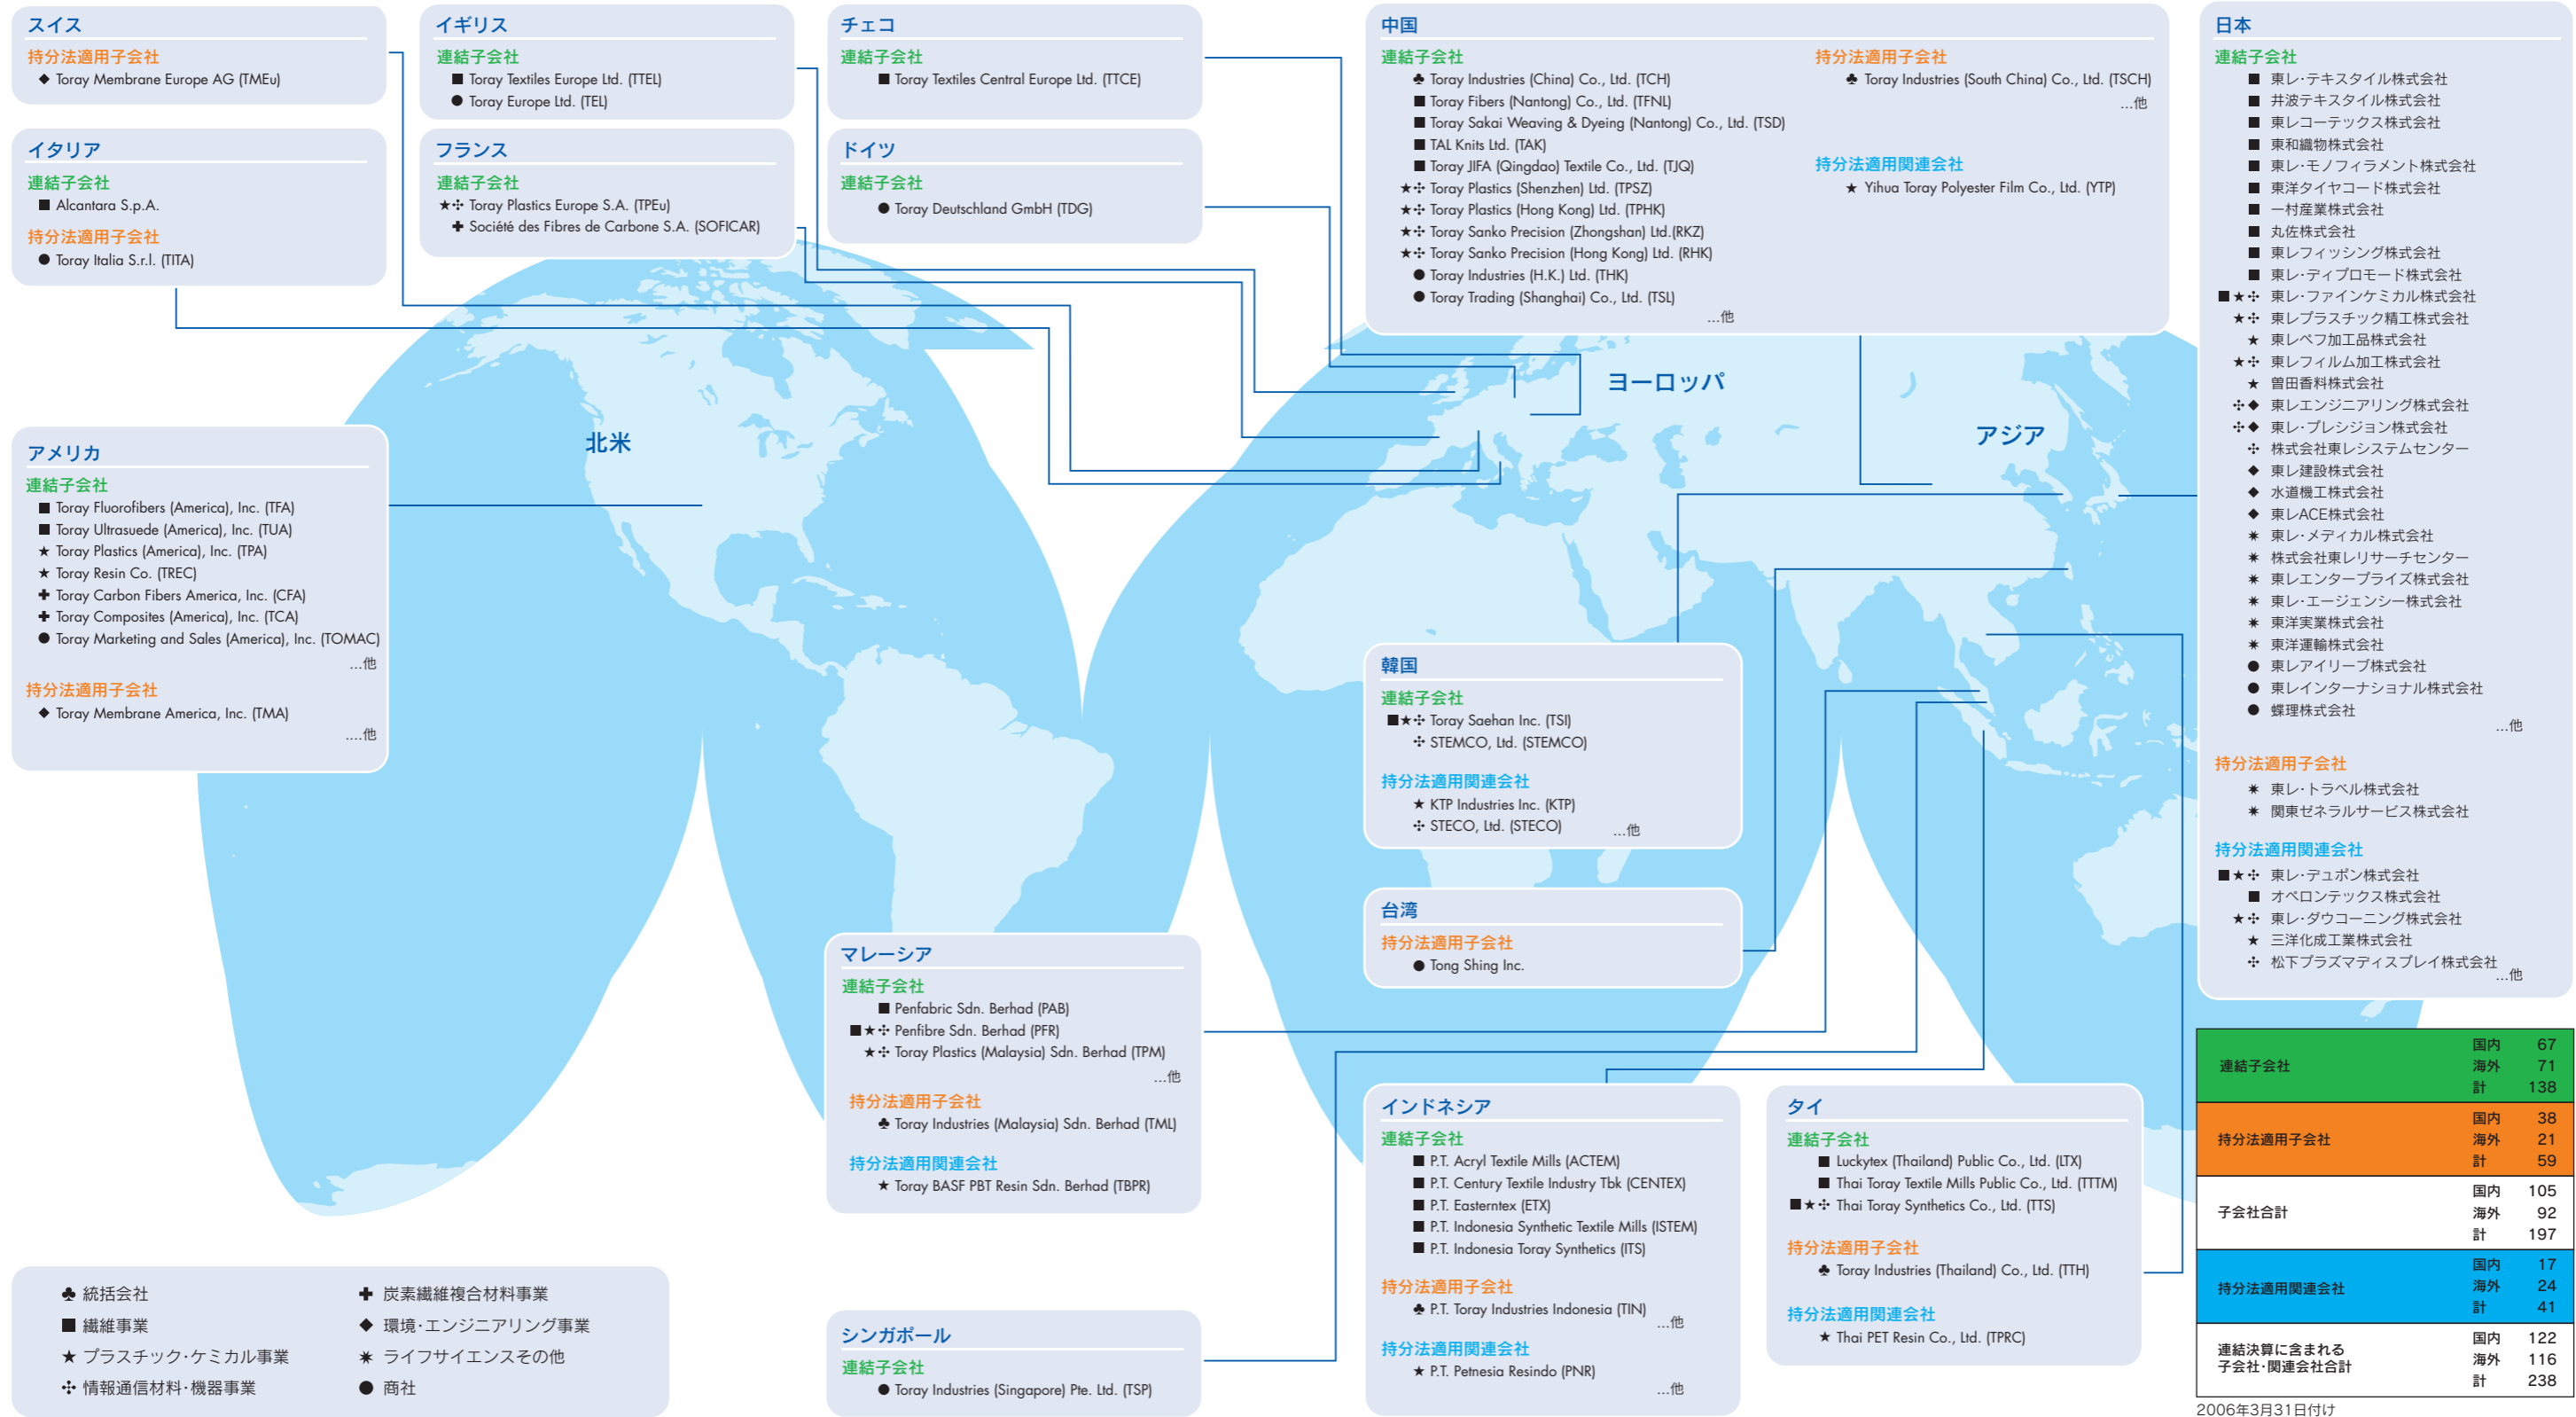 スイス
持分法適用子会社
◆ Toray Membrane Europe AG (TMEu)
イタリア
連結子会社
■ Alcantara S.p.A.
持分法適用子会社
● Toray Italia S.r.l. (TITA)
イギリス
連結子会社
■ Toray Textiles Europe Ltd. (TTEL)
● Toray Europe Ltd. (TEL)
フランス
連結子会社
★✣ Toray Plastics Europe S.A. (TPEu)
✚ Société des Fibres de Carbone S.A. (SOFICAR)
チェコ
連結子会社
■ Toray Textiles Central Europe Ltd. (TTCE)
ドイツ
連結子会社
● Toray Deutschland GmbH (TDG)
中国
連結子会社
♣ Toray Industries (China) Co., Ltd. (TCH)
■ Toray Fibers (Nantong) Co., Ltd. (TFNL)
■ Toray Sakai Weaving & Dyeing (Nantong) Co., Ltd. (TSD)
■ TAL Knits Ltd. (TAK)
■ Toray JIFA (Qingdao) Textile Co., Ltd. (TJQ)
★✣ Toray Plastics (Shenzhen) Ltd. (TPSZ)
★✣ Toray Plastics (Hong Kong) Ltd. (TPHK)
★✣ Toray Sanko Precision (Zhongshan) Ltd.(RKZ)
★✣ Toray Sanko Precision (Hong Kong) Ltd. (RHK)
● Toray Industries (H.K.) Ltd. (THK)
● Toray Trading (Shanghai) Co., Ltd. (TSL)
…他
持分法適用子会社
♣ Toray Industries (South China) Co., Ltd. (TSCH)
…他
持分法適用関連会社
★ Yihua Toray Polyester Film Co., Ltd. (YTP)
日本
連結子会社
■ 東レ・テキスタイル株式会社
■ 井波テキスタイル株式会社
■ 東レコーテックス株式会社
■ 東和織物株式会社
■ 東レ・モノフィラメント株式会社
■ 東洋タイヤコード株式会社
■ 一村産業株式会社
■ 丸佐株式会社
■ 東レフィッシング株式会社
■ 東レ・ディプロモード株式会社
■★✣ 東レ・ファインケミカル株式会社
★✣ 東レプラスチック精工株式会社
★ 東レペフ加工品株式会社
★✣ 東レフィルム加工株式会社
★ 曽田香料株式会社
✣◆ 東レエンジニアリング株式会社
✣◆ 東レ・プレシジョン株式会社
✣ 株式会社東レシステムセンター
◆ 東レ建設株式会社
◆ 水道機工株式会社
◆ 東レACE株式会社
✷ 東レ・メディカル株式会社
✷ 株式会社東レリサーチセンター
✷ 東レエンタープライズ株式会社
✷ 東レ・エージェンシー株式会社
✷ 東洋実業株式会社
✷ 東洋運輸株式会社
● 東レアイリーブ株式会社
● 東レインターナショナル株式会社
● 蝶理株式会社
…他
持分法適用子会社
✷ 東レ・トラベル株式会社
✷ 関東ゼネラルサービス株式会社
持分法適用関連会社
■★✣ 東レ・デュポン株式会社
■ オペロンテックス株式会社
★✣ 東レ・ダウコーニング株式会社
★ 三洋化成工業株式会社
✣ 松下プラズマディスプレイ株式会社
…他
北米
ヨーロッパ
アジア
アメリカ
連結子会社
■ Toray Fluorofibers (America), Inc. (TFA)
■ Toray Ultrasuede (America), Inc. (TUA)
★ Toray Plastics (America), Inc. (TPA)
★ Toray Resin Co. (TREC)
✚ Toray Carbon Fibers America, Inc. (CFA)
✚ Toray Composites (America), Inc. (TCA)
● Toray Marketing and Sales (America), Inc. (TOMAC)
…他
持分法適用子会社
◆ Toray Membrane America, Inc. (TMA)
….他
韓国
連結子会社
■★✣ Toray Saehan Inc. (TSI)
✣ STEMCO, Ltd. (STEMCO)
持分法適用関連会社
★ KTP Industries Inc. (KTP)
✣ STECO, Ltd. (STECO)
…他
台湾
持分法適用子会社
● Tong Shing Inc.
マレーシア
連結子会社
■ Penfabric Sdn. Berhad (PAB)
■★✣ Penfibre Sdn. Berhad (PFR)
★✣ Toray Plastics (Malaysia) Sdn. Berhad (TPM)
…他
持分法適用子会社
♣ Toray Industries (Malaysia) Sdn. Berhad (TML)
持分法適用関連会社
★ Toray BASF PBT Resin Sdn. Berhad (TBPR)
シンガポール
連結子会社
● Toray Industries (Singapore) Pte. Ltd. (TSP)
インドネシア
連結子会社
■ P.T. Acryl Textile Mills (ACTEM)
■ P.T. Century Textile Industry Tbk (CENTEX)
■ P.T. Easterntex (ETX)
■ P.T. Indonesia Synthetic Textile Mills (ISTEM)
■ P.T. Indonesia Toray Synthetics (ITS)
持分法適用子会社
♣ P.T. Toray Industries Indonesia (TIN)
…他
持分法適用関連会社
★ P.T. Petnesia Resindo (PNR)
…他
タイ
連結子会社
■ Luckytex (Thailand) Public Co., Ltd. (LTX)
■ Thai Toray Textile Mills Public Co., Ltd. (TTTM)
■★✣ Thai Toray Synthetics Co., Ltd. (TTS)
持分法適用子会社
♣ Toray Industries (Thailand) Co., Ltd. (TTH)
持分法適用関連会社
★ Thai PET Resin Co., Ltd. (TPRC)
♣ 統括会社
■ 繊維事業
★ プラスチック・ケミカル事業
✣ 情報通信材料・機器事業
✚ 炭素繊維複合材料事業
◆ 環境・エンジニアリング事業
✷ ライフサイエンスその他
● 商社
連結子会社
国内 67
海外 71
計 138
持分法適用子会社
国内 38
海外 21
計 59
子会社合計
国内 105
海外 92
計 197
持分法適用関連会社
国内 17
海外 24
計 41
連結決算に含まれる
子会社・関連会社合計
国内 122
海外 116
計 238
2006年3月31日付け